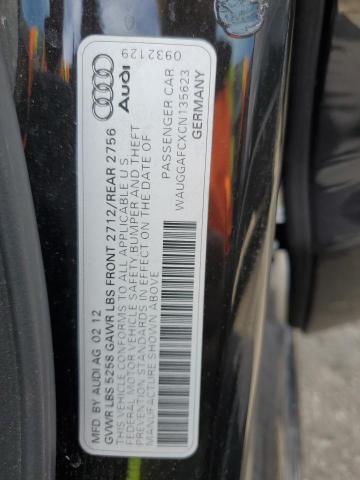 MFD BY AUDI AG 02 12
GVWR LBS 5258 GAWR LBS FRONT 2712/REAR 2756
THIS VEHICLE CONFORMS TO ALL APPLICABLE U.S.
FEDERAL MOTOR VEHICLE SAFETY BUMPER AND THEFT
PREVENTION STANDARDS IN EFFECT ON THE DATE OF
MANUFACTURE SHOWN ABOVE
PASSENGER CAR
WAUGGAFCXCN135623
GERMANY
Audi
0932129